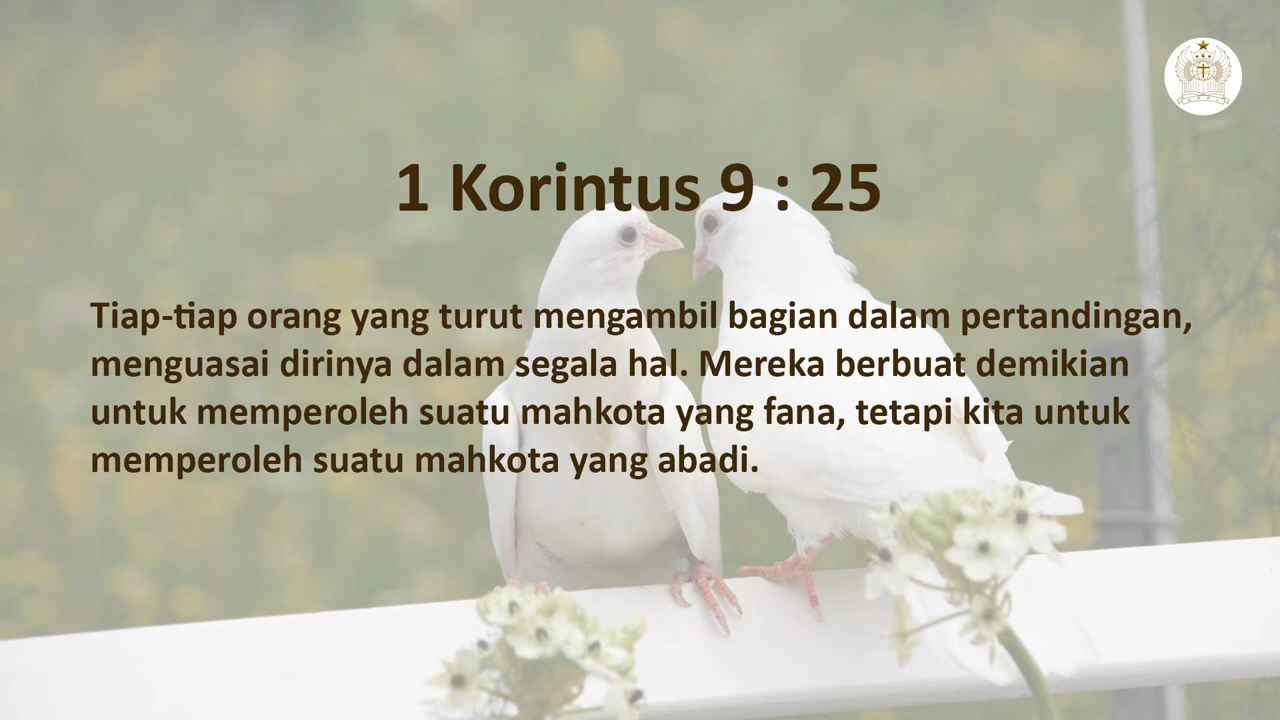 1 Korintus 9 : 25
Tiap-tiap orang yang turut mengambil bagian dalam pertandingan,
menguasai dirinya dalam segala hal. Mereka berbuat demikian
untuk memperoleh suatu mahkota yang fana, tetapi kita untuk
memperoleh suatu mahkota yang abadi.